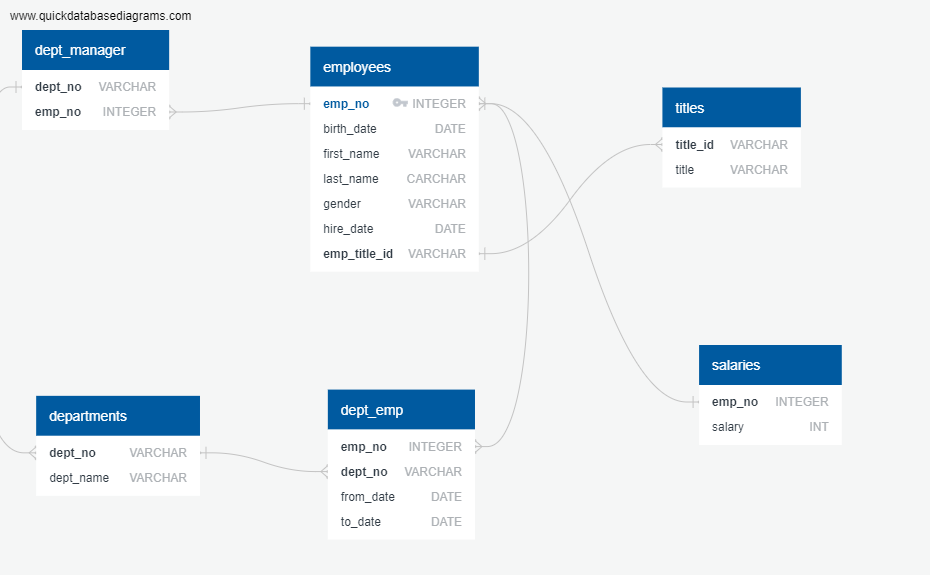 www.quickdatabasediagrams.com
dept_manager
dept_no VARCHAR
emp_no INTEGER
employees
emp_no INTEGER
birth_date DATE
first_name VARCHAR
last_name CARCHAR
gender VARCHAR
hire_date DATE
emp_title_id VARCHAR
titles
title_id VARCHAR
title VARCHAR
salaries
emp_no INTEGER
salary INT
departments
dept_no VARCHAR
dept_name VARCHAR
dept_emp
emp_no INTEGER
dept_no VARCHAR
from_date DATE
to_date DATE